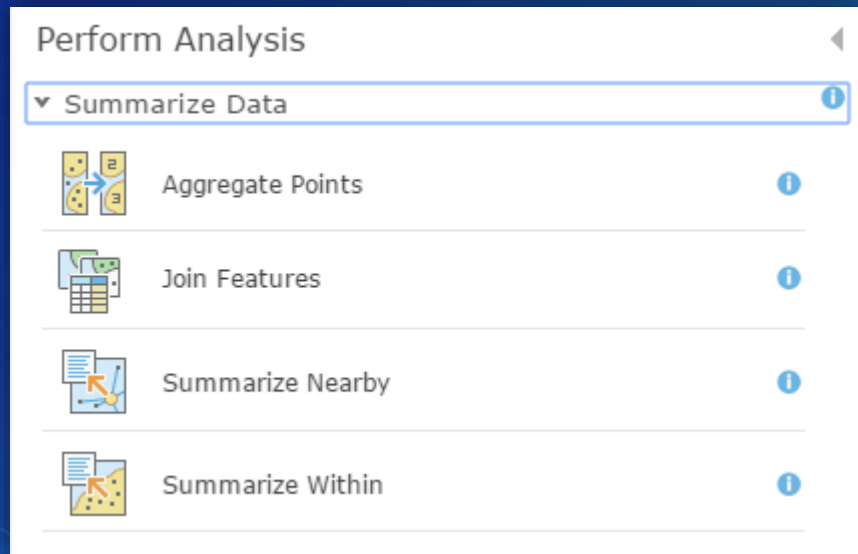 Perform Analysis
Summarize Data
Aggregate Points
Join Features
Summarize Nearby
Summarize Within